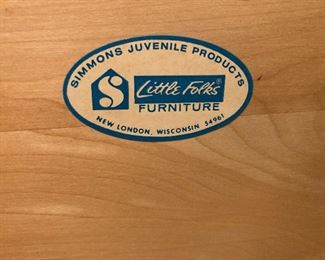 SIMMONS JUVENILE PRODUCTS
S Little Folks®
FURNITURE
NEW LONDON, WISCONSIN 54961